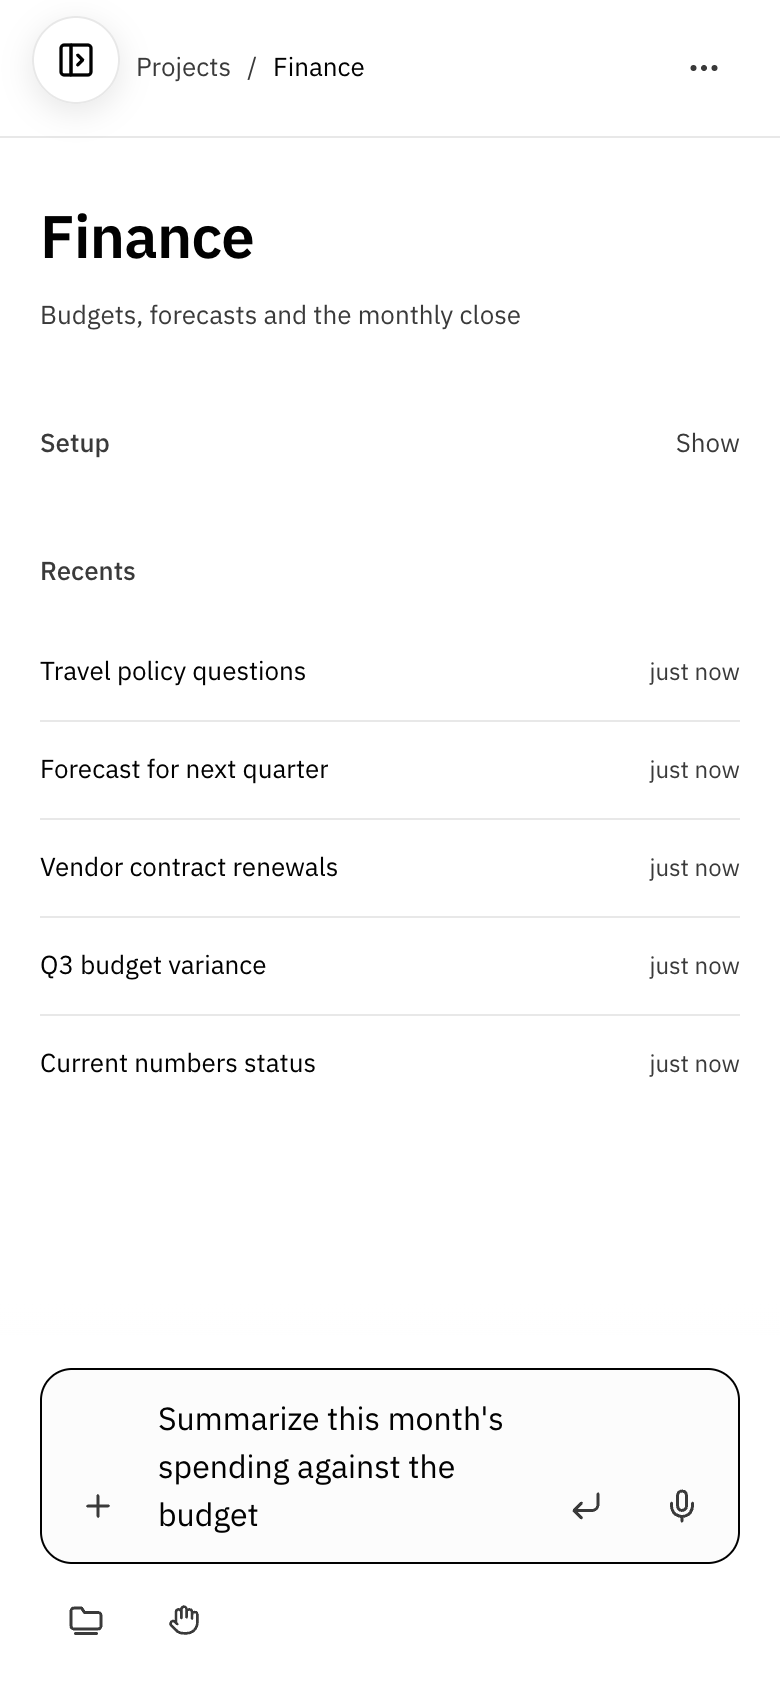 Projects / Finance
Finance
Budgets, forecasts and the monthly close
Setup Show
Recents
Travel policy questions just now
Forecast for next quarter just now
Vendor contract renewals just now
Q3 budget variance just now
Current numbers status just now
Summarize this month's
spending against the
budget